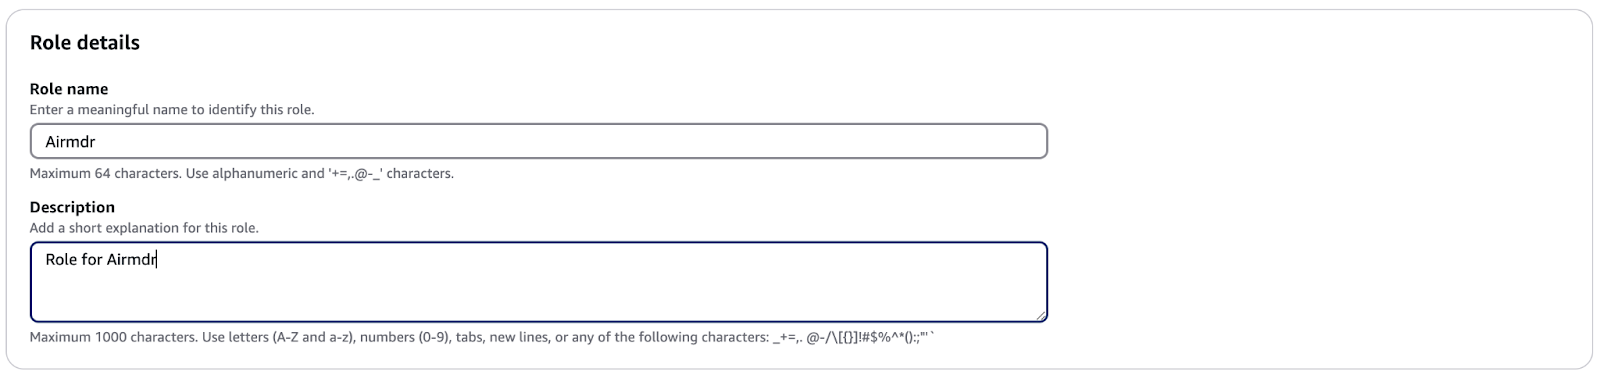 Role details
Role name
Enter a meaningful name to identify this role.
Airmdr
Maximum 64 characters. Use alphanumeric and '+=,.@-_' characters.
Description
Add a short explanation for this role.
Role for Airmdr
Maximum 1000 characters. Use letters (A-Z and a-z), numbers (0-9), tabs, new lines, or any of the following characters: _+=,. @-/\[{}]!#$%^*():;"'`